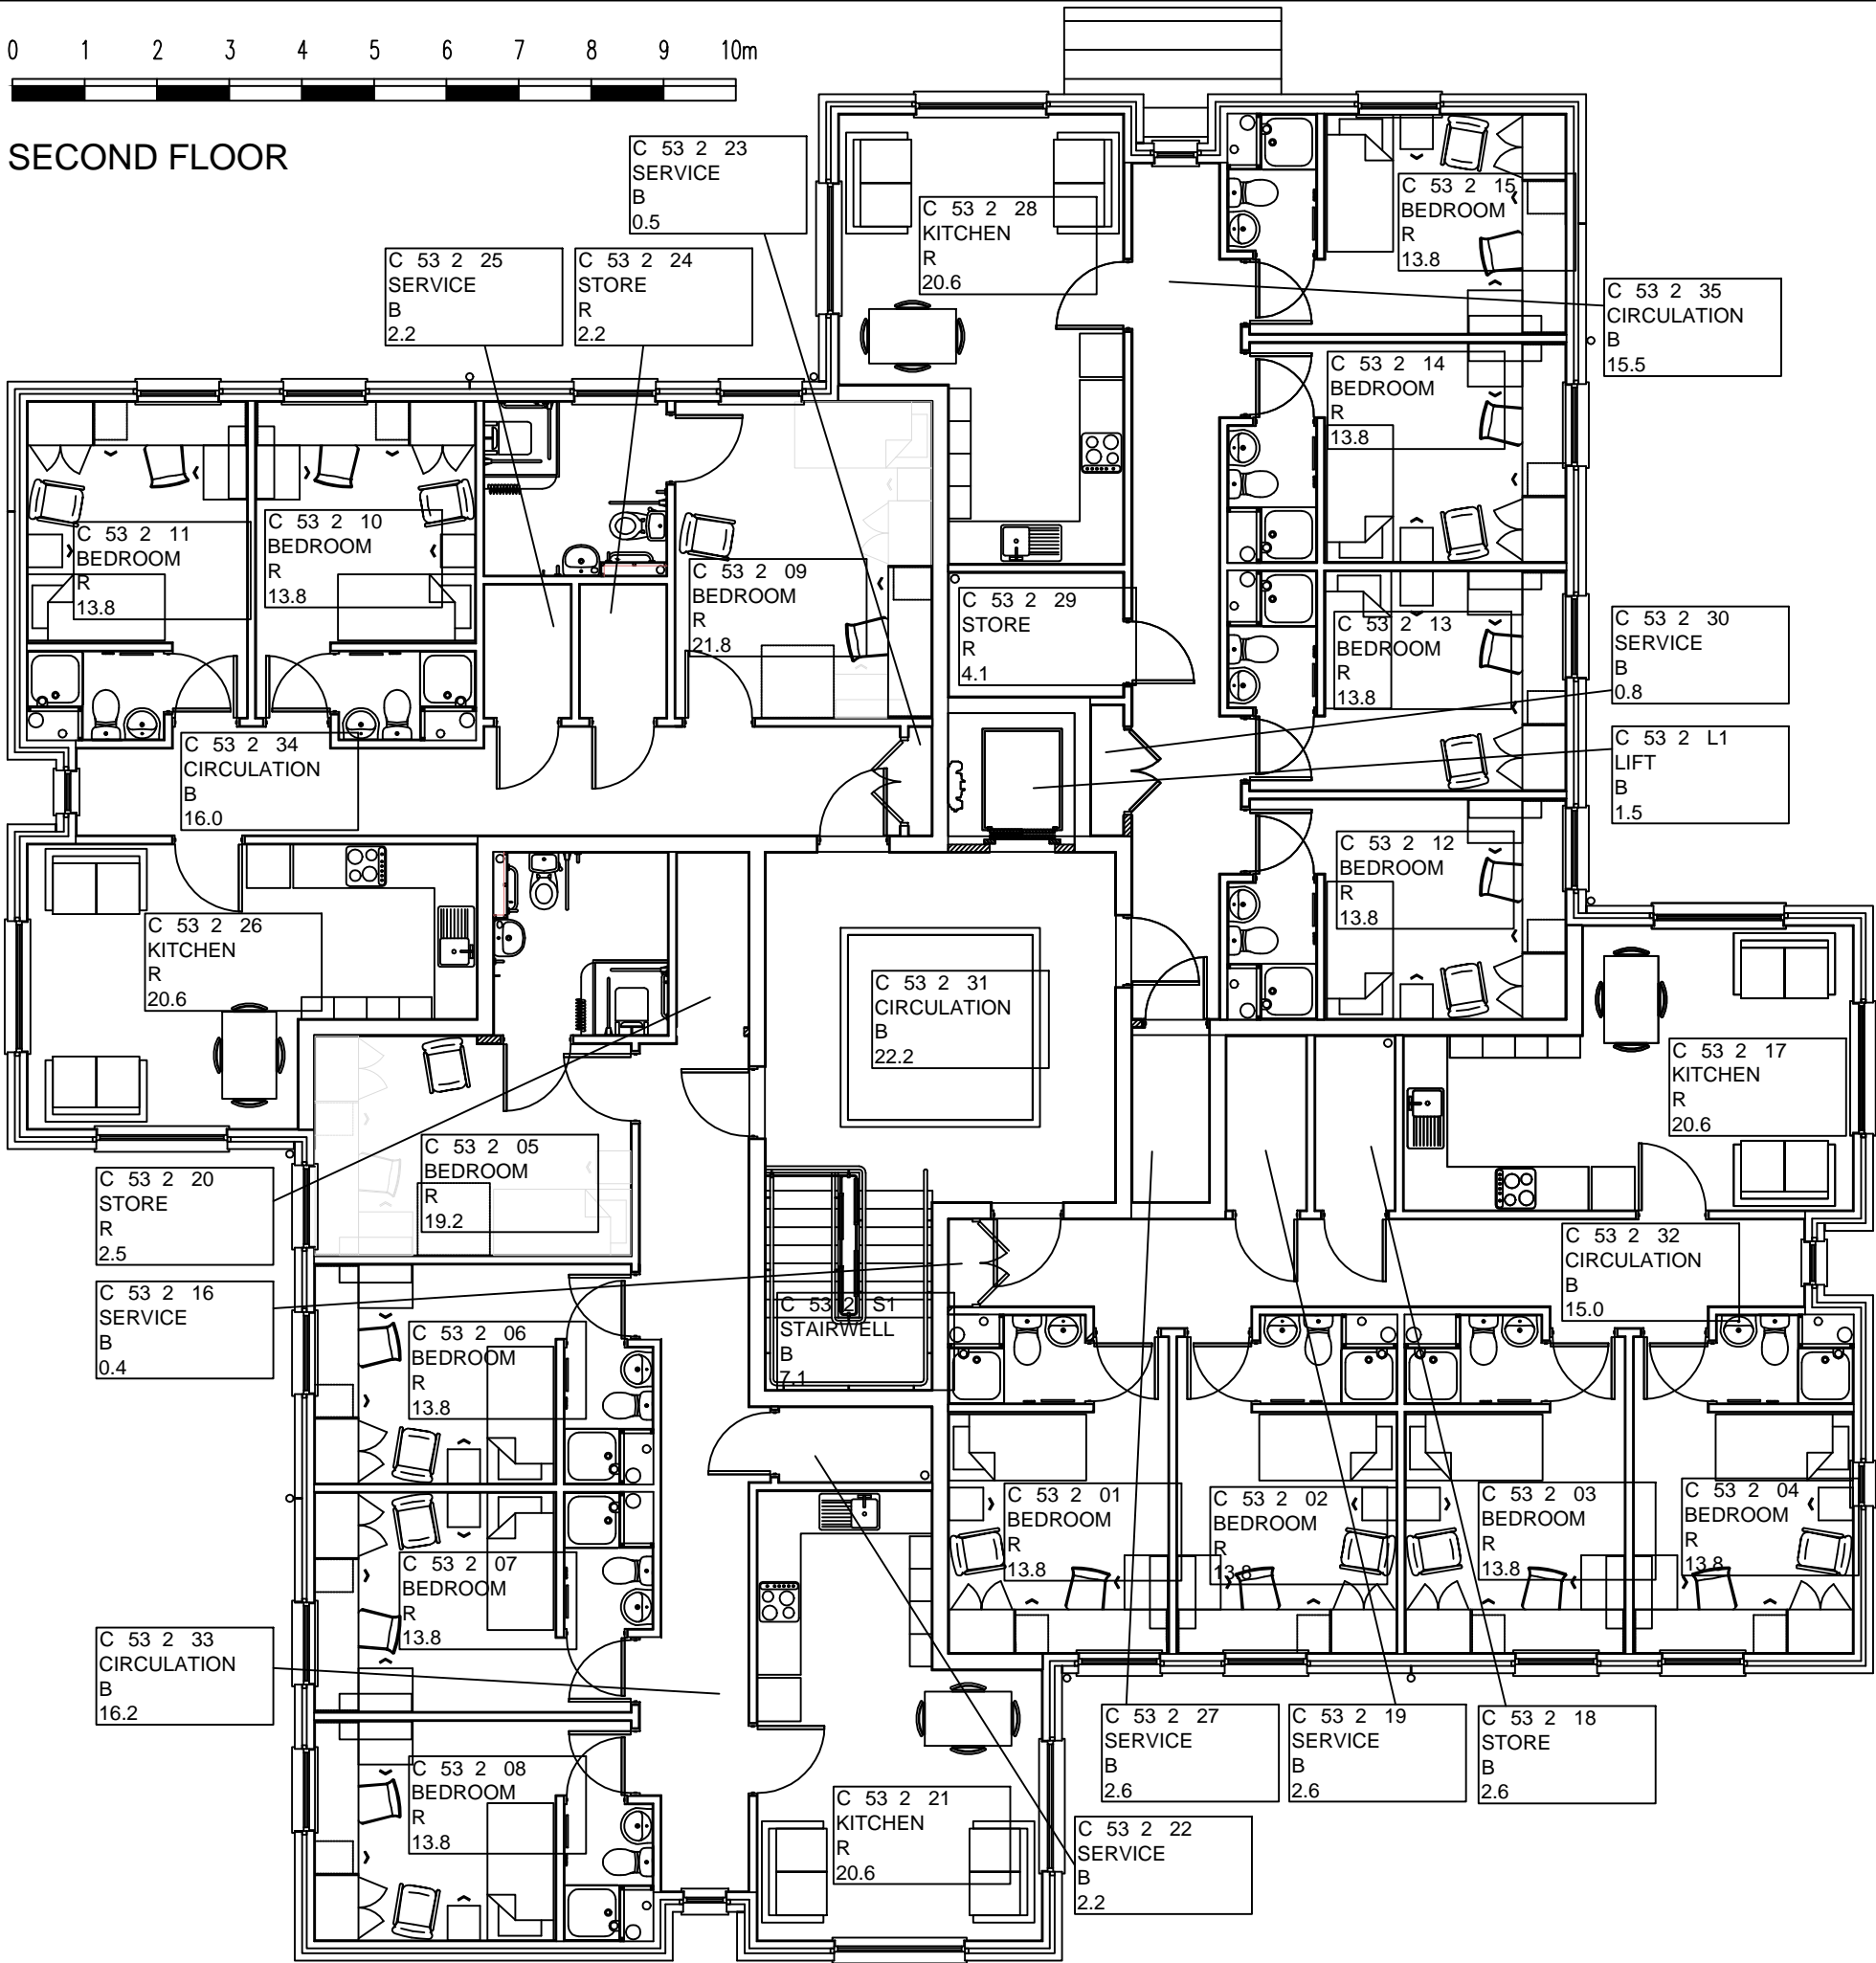 0 1 2 3 4 5 6 7 8 9 10m
SECOND FLOOR
C 53 2 23
SERVICE
B
0.5
C 53 2 25
SERVICE
B
2.2
C 53 2 24
STORE
R
2.2
C 53 2 28
KITCHEN
R
20.6
C 53 2 15
BEDROOM
R
13.8
C 53 2 35
CIRCULATION
B
15.5
C 53 2 14
BEDROOM
R
13.8
C 53 2 11
BEDROOM
R
13.8
C 53 2 10
BEDROOM
R
13.8
C 53 2 09
BEDROOM
R
21.8
C 53 2 29
STORE
R
4.1
C 53 2 13
BEDROOM
R
13.8
C 53 2 30
SERVICE
B
0.8
C 53 2 34
CIRCULATION
B
16.0
C 53 2 L1
LIFT
B
1.5
C 53 2 12
BEDROOM
R
13.8
C 53 2 26
KITCHEN
R
20.6
C 53 2 31
CIRCULATION
B
22.2
C 53 2 17
KITCHEN
R
20.6
C 53 2 05
BEDROOM
R
19.2
C 53 2 20
STORE
R
2.5
C 53 2 32
CIRCULATION
B
15.0
C 53 2 16
SERVICE
B
0.4
C 53 2 S1
STAIRWELL
B
7.1
C 53 2 06
BEDROOM
R
13.8
C 53 2 01
BEDROOM
R
13.8
C 53 2 02
BEDROOM
R
13.8
C 53 2 03
BEDROOM
R
13.8
C 53 2 04
BEDROOM
R
13.8
C 53 2 07
BEDROOM
R
13.8
C 53 2 33
CIRCULATION
B
16.2
C 53 2 27
SERVICE
B
2.6
C 53 2 19
SERVICE
B
2.6
C 53 2 18
STORE
B
2.6
C 53 2 08
BEDROOM
R
13.8
C 53 2 21
KITCHEN
R
20.6
C 53 2 22
SERVICE
B
2.2